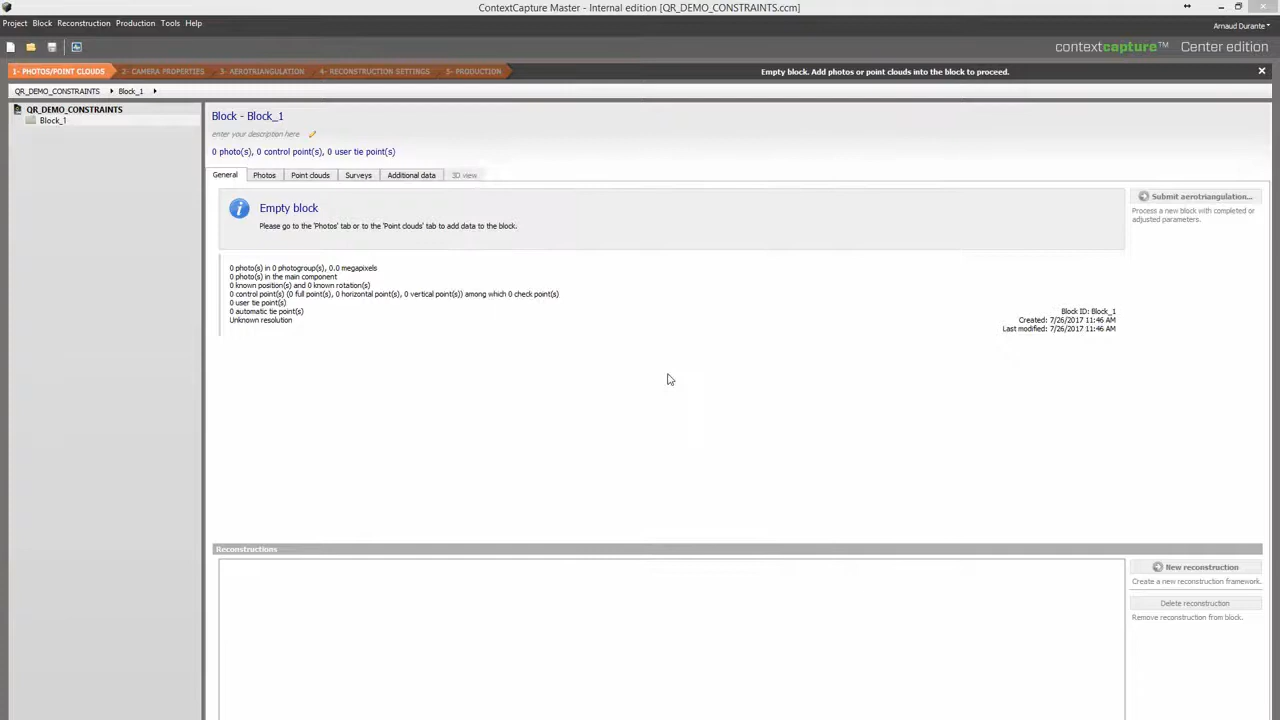 ContextCapture Master - Internal edition [QR_DEMO_CONSTRAINTS.ccm]
Project Block Reconstruction Production Tools Help
Arnaud Durante
contextcapture™ Center edition
1- PHOTOS/POINT CLOUDS 2- CAMERA PROPERTIES 3- AEROTRIANGULATION 4- RECONSTRUCTION SETTINGS 5- PRODUCTION
Empty block. Add photos or point clouds into the block to proceed.
QR_DEMO_CONSTRAINTS Block_1
QR_DEMO_CONSTRAINTS
Block_1
Block - Block_1
enter your description here
0 photo(s), 0 control point(s), 0 user tie point(s)
General Photos Point clouds Surveys Additional data 3D view
Empty block
Please go to the 'Photos' tab or to the 'Point clouds' tab to add data to the block.
Submit aerotriangulation...
Process a new block with completed or
adjusted parameters.
0 photo(s) in 0 photogroup(s), 0.0 megapixels
0 photo(s) in the main component
0 known position(s) and 0 known rotation(s)
0 control point(s) (0 full point(s), 0 horizontal point(s), 0 vertical point(s)) among which 0 check point(s)
0 user tie point(s)
0 automatic tie point(s)
Unknown resolution
Block ID: Block_1
Created: 7/26/2017 11:46 AM
Last modified: 7/26/2017 11:46 AM
Reconstructions
New reconstruction
Create a new reconstruction framework.
Delete reconstruction
Remove reconstruction from block.